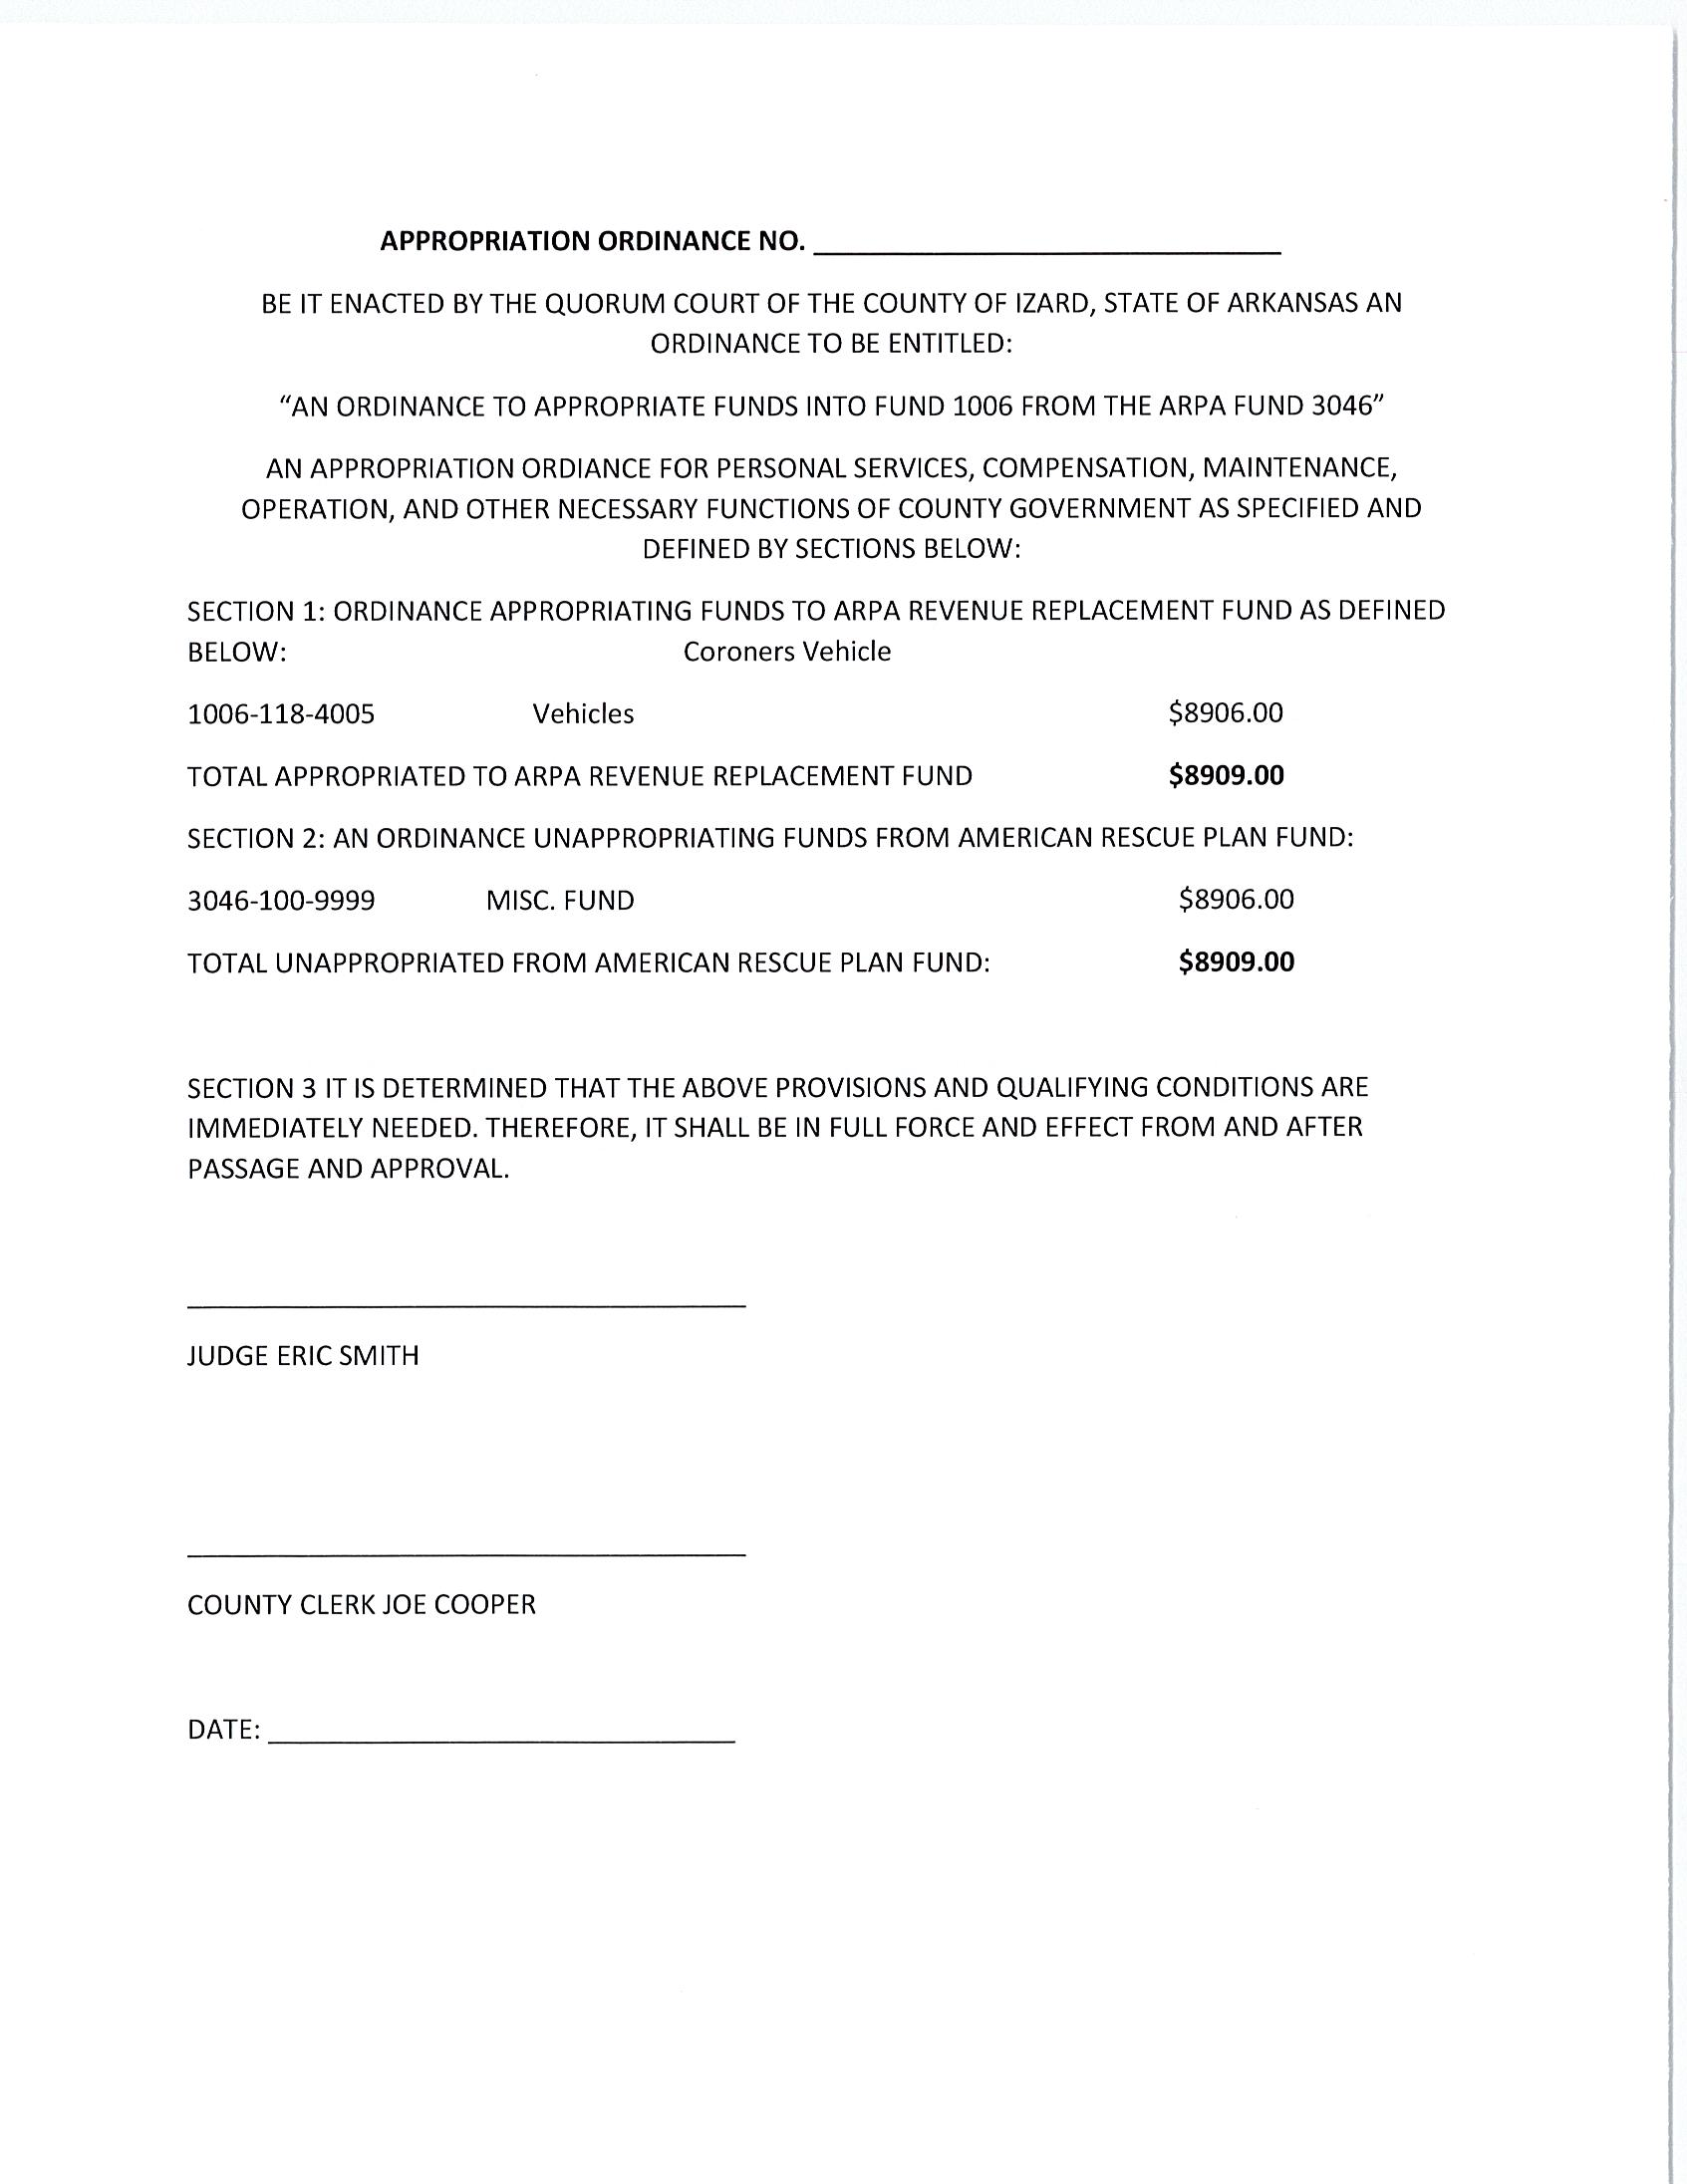 APPROPRIATION ORDINANCE NO. ___
BE IT ENACTED BY THE QUORUM COURT OF THE COUNTY OF IZARD, STATE OF ARKANSAS AN
ORDINANCE TO BE ENTITLED:
“AN ORDINANCE TO APPROPRIATE FUNDS INTO FUND 1006 FROM THE ARPA FUND 3046”
AN APPROPRIATION ORDIANCE FOR PERSONAL SERVICES, COMPENSATION, MAINTENANCE,
OPERATION, AND OTHER NECESSARY FUNCTIONS OF COUNTY GOVERNMENT AS SPECIFIED AND
DEFINED BY SECTIONS BELOW:
SECTION 1: ORDINANCE APPROPRIATING FUNDS TO ARPA REVENUE REPLACEMENT FUND AS DEFINED
BELOW: Coroners Vehicle
1006-118-4005 Vehicles $8906.00
TOTAL APPROPRIATED TO ARPA REVENUE REPLACEMENT FUND $8909.00
SECTION 2: AN ORDINANCE UNAPPROPRIATING FUNDS FROM AMERICAN RESCUE PLAN FUND:
3046-100-9999 MISC. FUND $8906.00
TOTAL UNAPPROPRIATED FROM AMERICAN RESCUE PLAN FUND: $8909.00
SECTION 3 IT IS DETERMINED THAT THE ABOVE PROVISIONS AND QUALIFYING CONDITIONS ARE
IMMEDIATELY NEEDED. THEREFORE, IT SHALL BE IN FULL FORCE AND EFFECT FROM AND AFTER
PASSAGE AND APPROVAL.
JUDGE ERIC SMITH
COUNTY CLERK JOE COOPER
DATE: ___